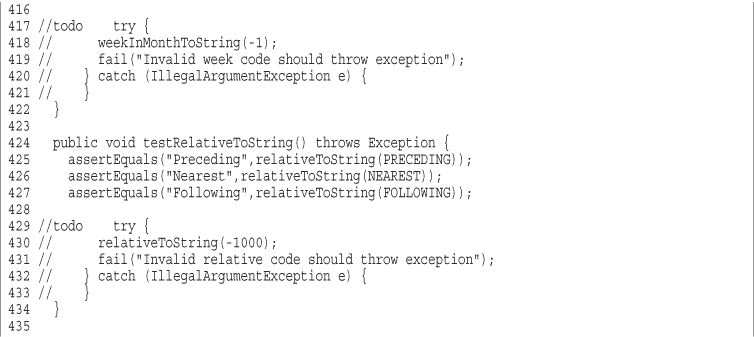 416
417 //todo    try {
418 //      weekInMonthToString(-1);
419 //      fail("Invalid week code should throw exception");
420 //    } catch (IllegalArgumentException e) {
421 //    }
422   }
423
424   public void testRelativeToString() throws Exception {
425     assertEquals("Preceding",relativeToString(PRECEDING));
426     assertEquals("Nearest",relativeToString(NEAREST));
427     assertEquals("Following",relativeToString(FOLLOWING));
428
429 //todo    try {
430 //      relativeToString(-1000);
431 //      fail("Invalid relative code should throw exception");
432 //    } catch (IllegalArgumentException e) {
433 //    }
434   }
435